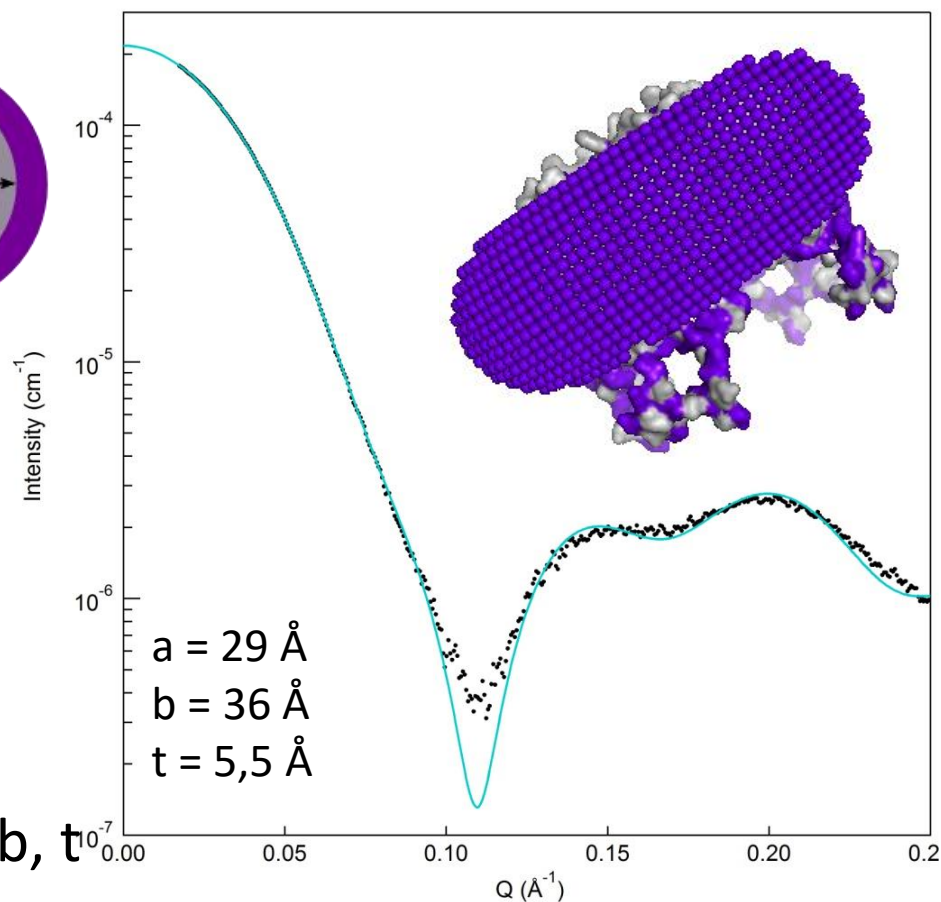 10⁻⁴
10⁻⁵
10⁻⁶
10⁻⁷
Intensity (cm⁻¹)
a = 29 Å
b = 36 Å
t = 5,5 Å
b, t
0.00 0.05 0.10 0.15 0.20 0.2
Q (Å⁻¹)